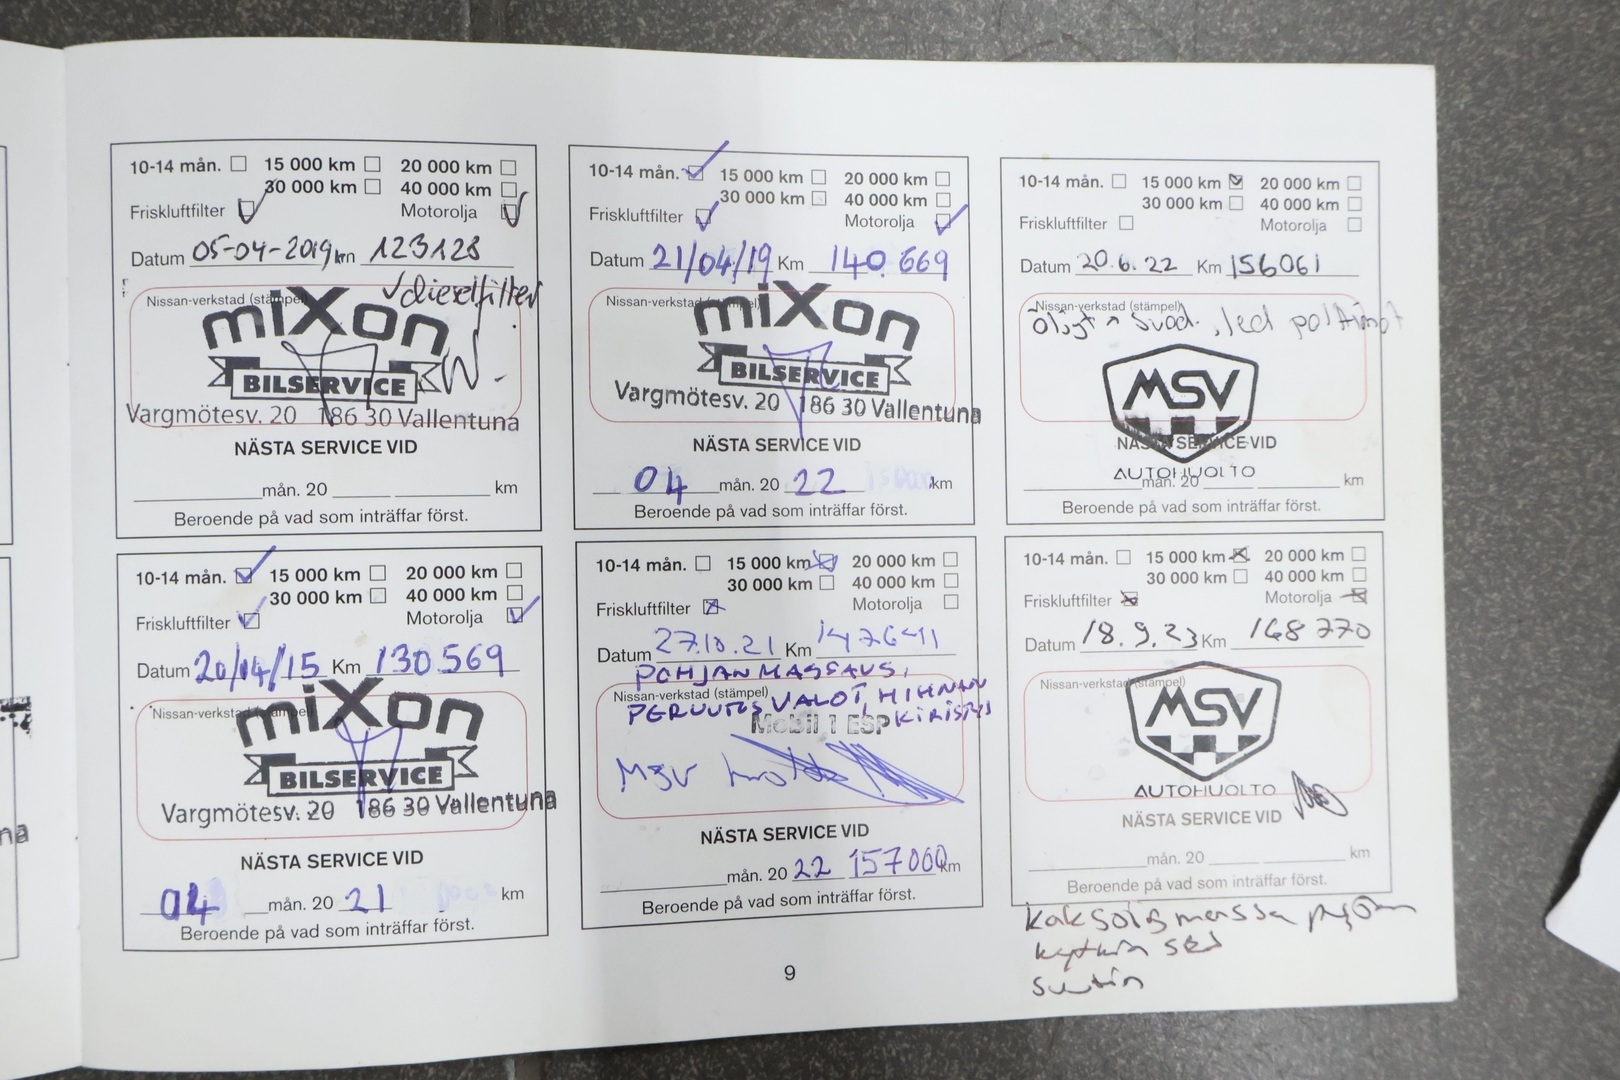 10-14 mån. 15 000 km 20 000 km
30 000 km 40 000 km
Friskluftfilter Motorolja
Datum 05-04-2019 km 123128
Nissan-verkstad (stämpel) dieselfilter
miXon
BILSERVICE
Vargmötesv. 20 186 30 Vallentuna
NÄSTA SERVICE VID
mån. 20 km
Beroende på vad som inträffar först.
10-14 mån. 15 000 km 20 000 km
30 000 km 40 000 km
Friskluftfilter Motorolja
Datum 20/04/15 Km 130.569
Nissan-verkstad (stämpel)
miXon
BILSERVICE
Vargmötesv. 20 186 30 Vallentuna
NÄSTA SERVICE VID
04 mån. 20 21 km
Beroende på vad som inträffar först.
10-14 mån. 15 000 km 20 000 km
30 000 km 40 000 km
Friskluftfilter Motorolja
Datum 21/04/19 Km 140.669
Nissan-verkstad (stämpel)
miXon
BILSERVICE
Vargmötesv. 20 186 30 Vallentuna
NÄSTA SERVICE VID
04 mån. 20 22 km
Beroende på vad som inträffar först.
10-14 mån. 15 000 km 20 000 km
30 000 km 40 000 km
Friskluftfilter Motorolja
Datum 27.10.21 Km 147641
POHJANMASSAUS,
Nissan-verkstad (stämpel)
PERUUTUSVALOT, HIHNAN
KIRISTYS
Mobil 1 ESP
MSV
NÄSTA SERVICE VID
mån. 20 22 157000 km
Beroende på vad som inträffar först.
10-14 mån. 15 000 km 20 000 km
30 000 km 40 000 km
Friskluftfilter Motorolja
Datum 20.6.22 Km 156061
Nissan-verkstad (stämpel)
Öljyt suod. led polttimot
MSV
NÄSTA SERVICE VID
AUTOHUOLTO
mån. 20 km
Beroende på vad som inträffar först.
10-14 mån. 15 000 km 20 000 km
30 000 km 40 000 km
Friskluftfilter Motorolja
Datum 18.9.23 Km 168770
Nissan-verkstad (stämpel)
MSV
AUTOHUOLTO
NÄSTA SERVICE VID
mån. 20 km
Beroende på vad som inträffar först.
kaksoismassa pyörä
kytkin
9